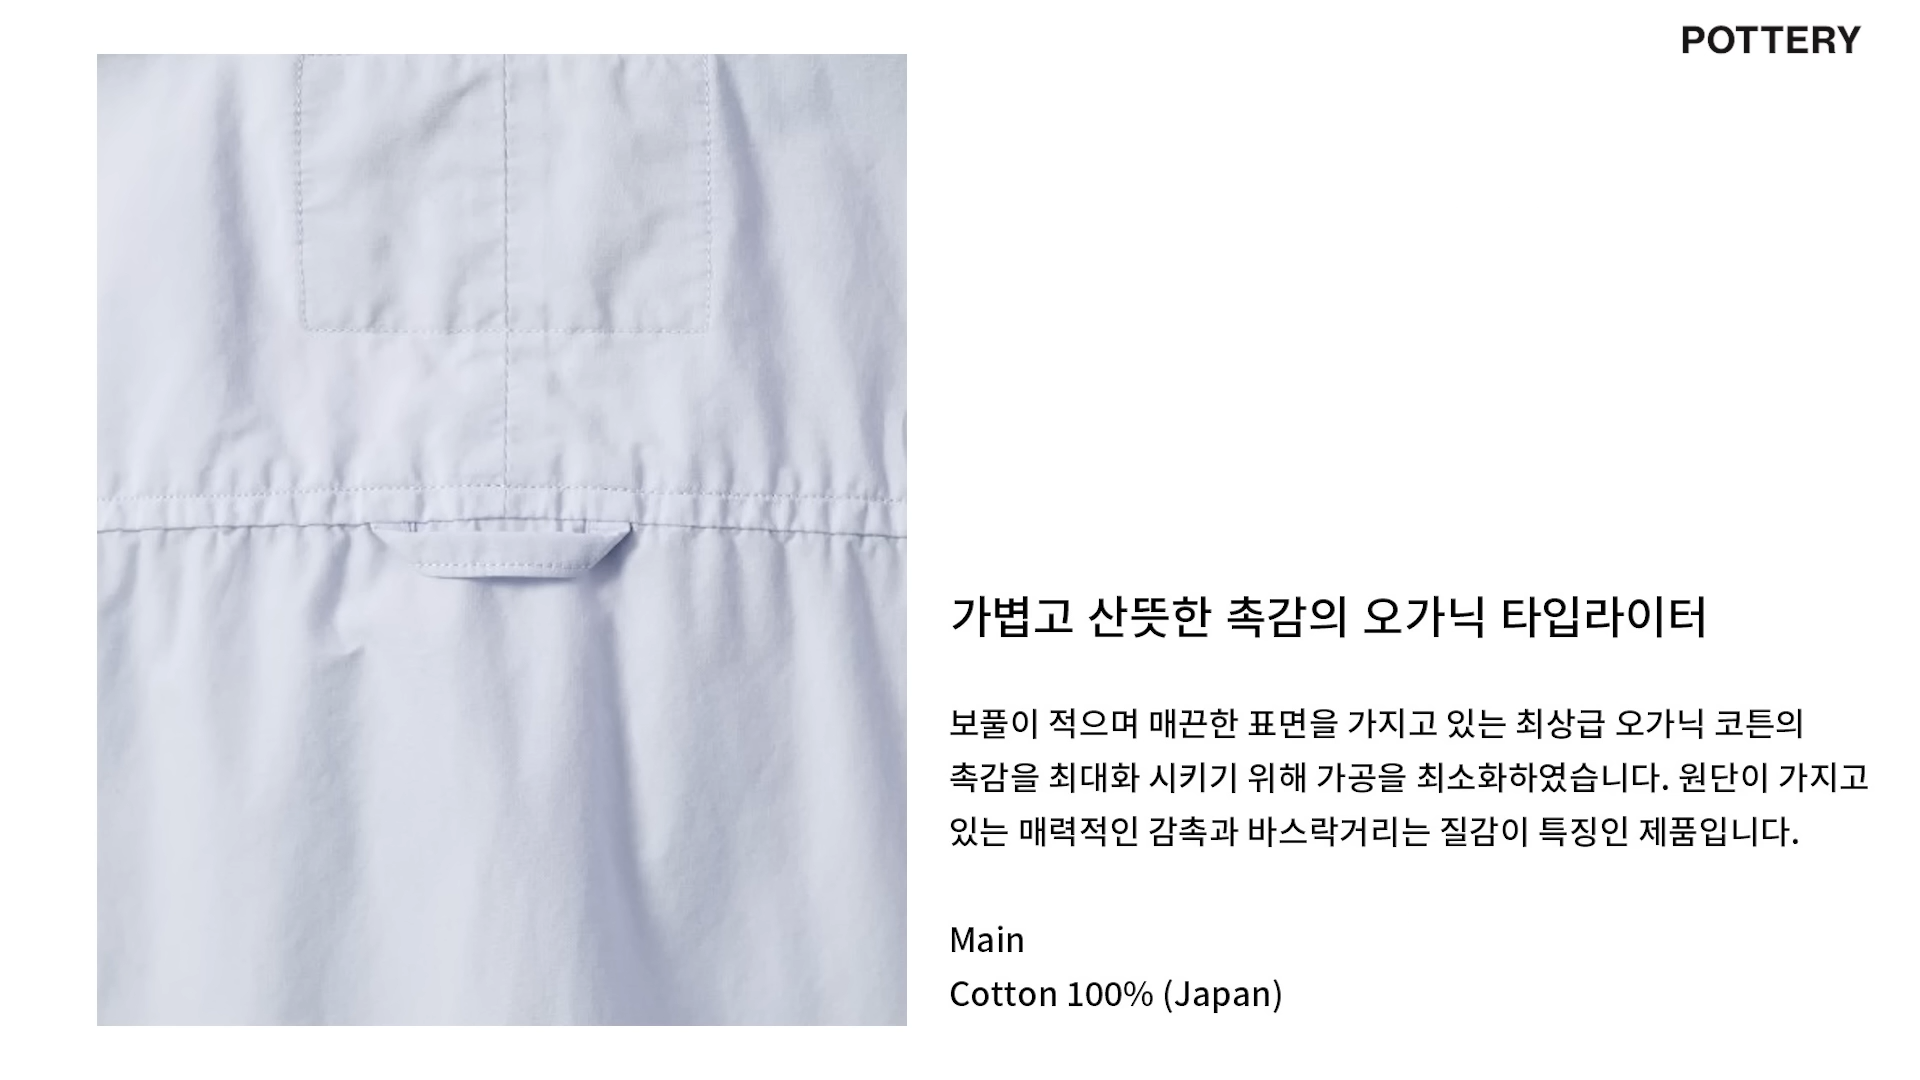 POTTERY
가볍고 산뜻한 촉감의 오가닉 타입라이터
보풀이 적으며 매끈한 표면을 가지고 있는 최상급 오가닉 코튼의
촉감을 최대화 시키기 위해 가공을 최소화하였습니다. 원단이 가지고
있는 매력적인 감촉과 바스락거리는 질감이 특징인 제품입니다.
Main
Cotton 100% (Japan)